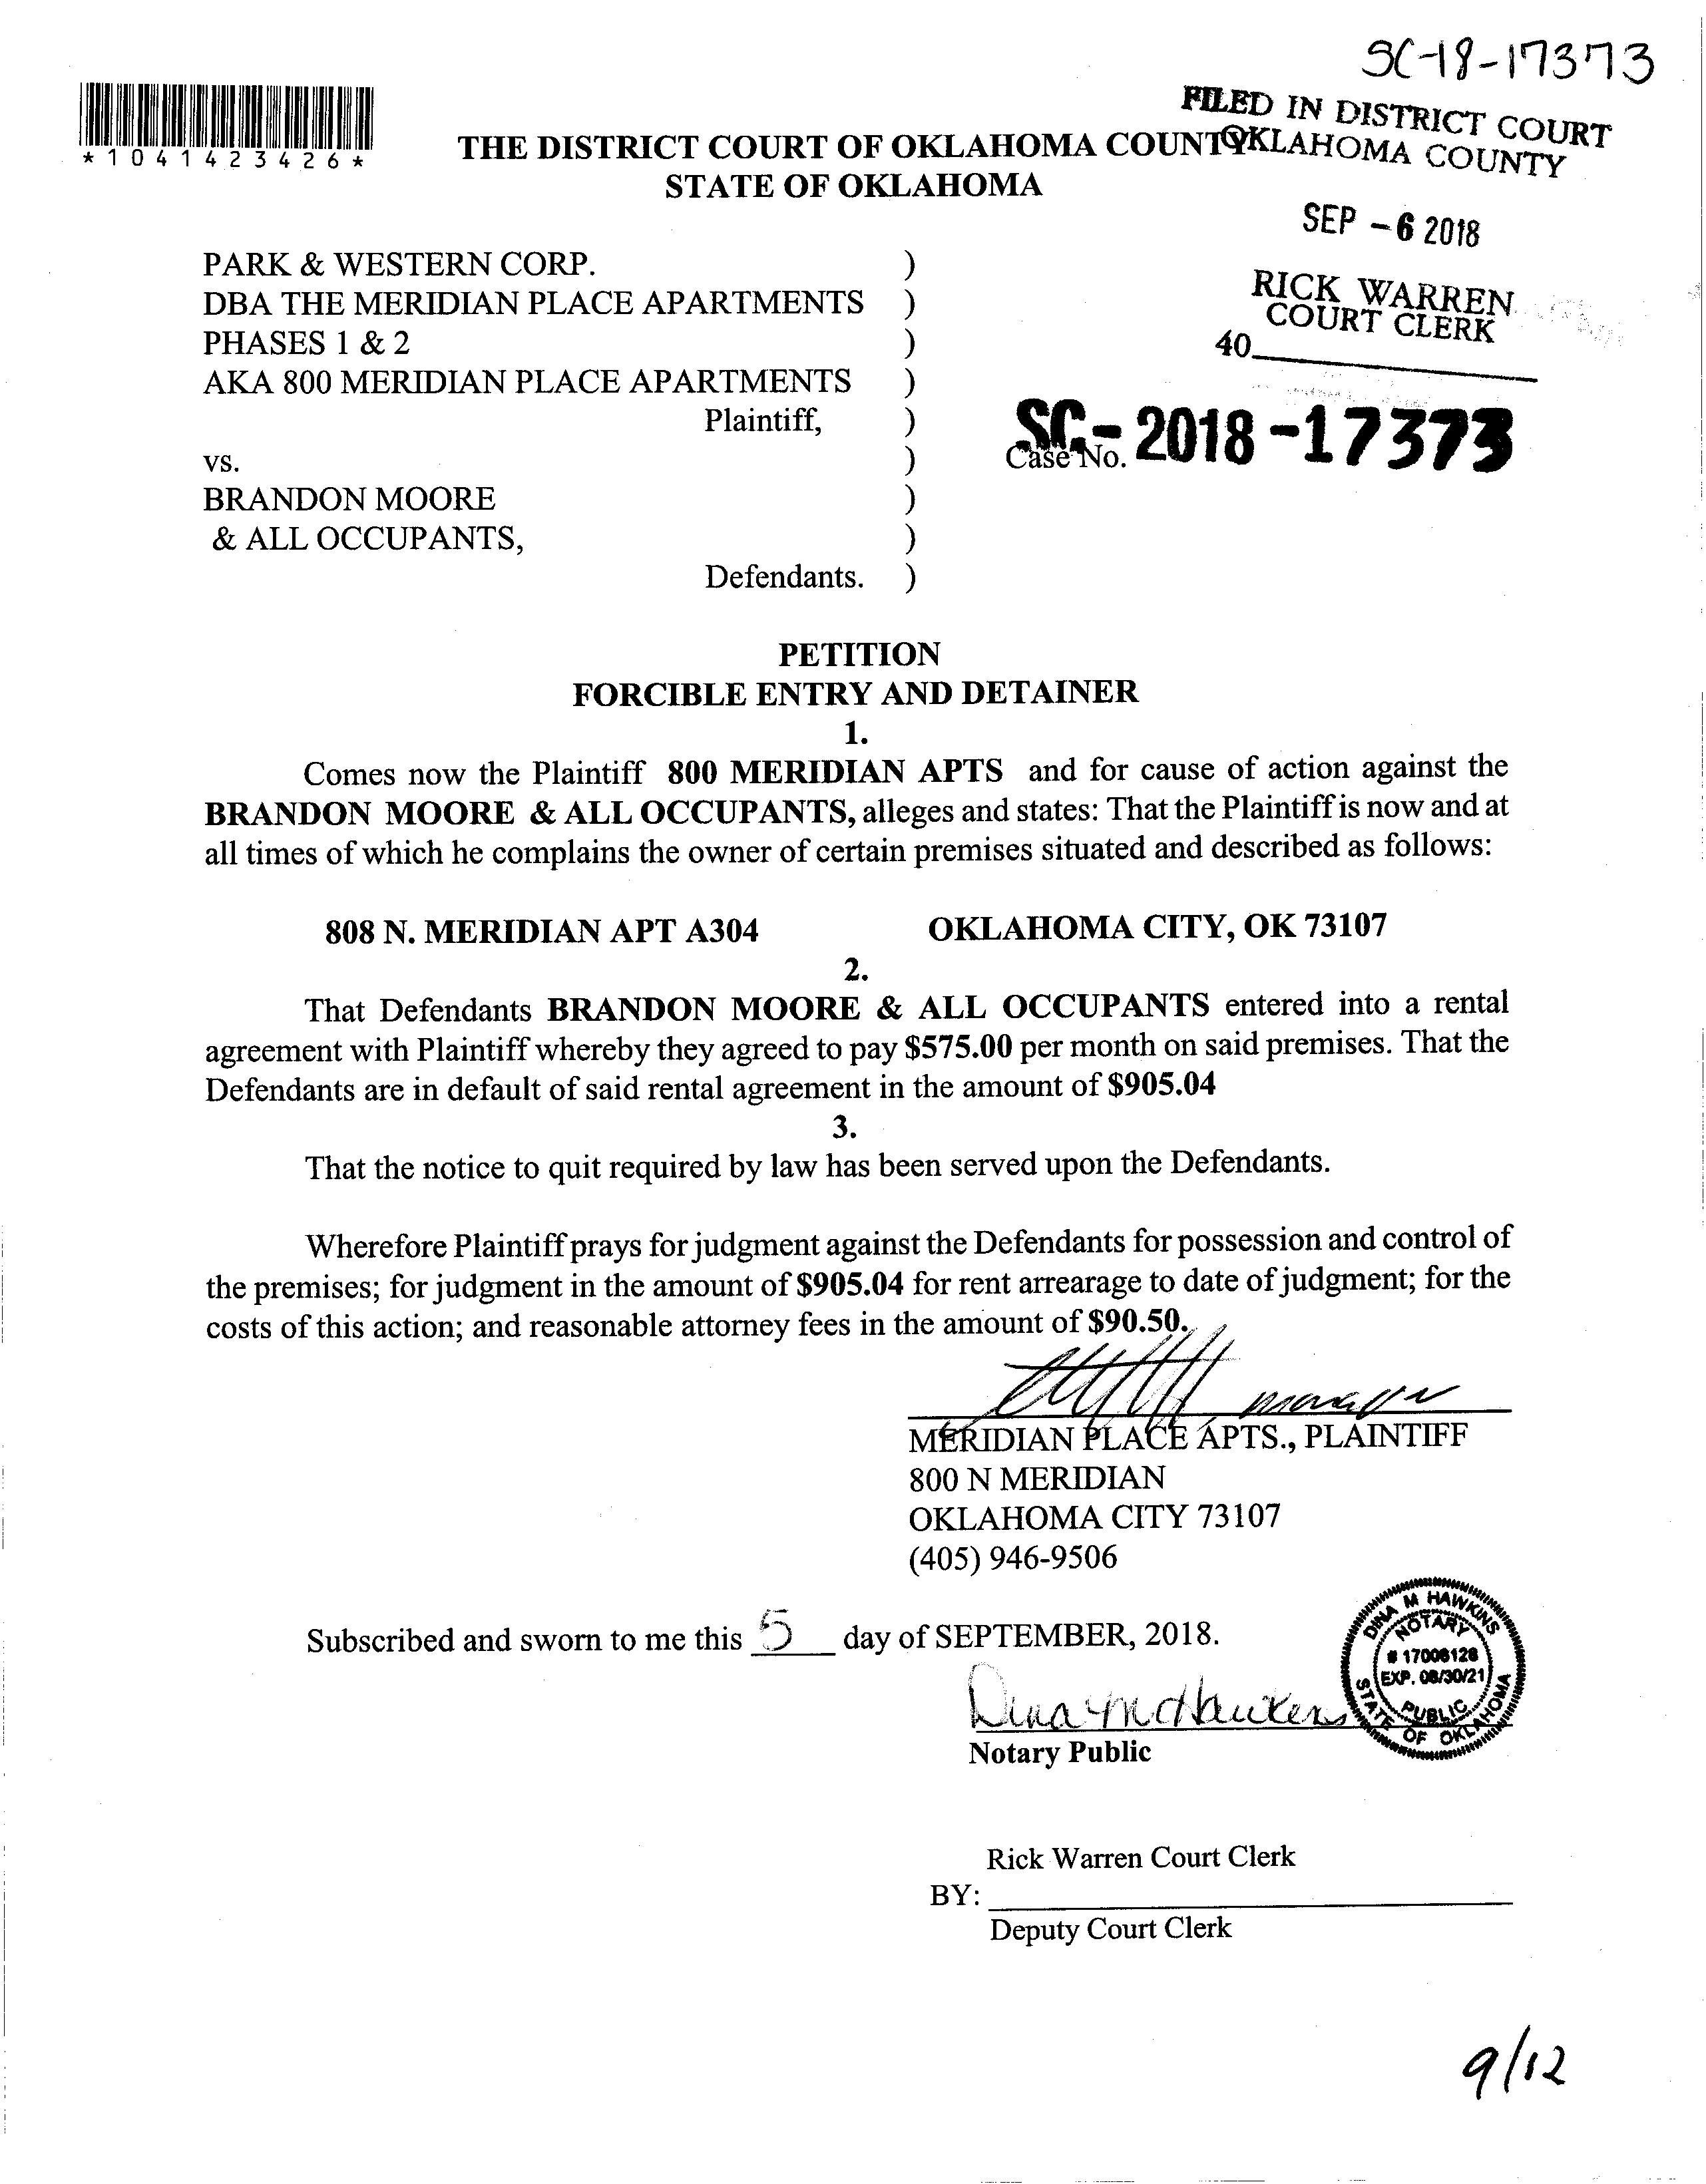 SC-18-17373
*1041423426*
FILED IN DISTRICT COURT
OKLAHOMA COUNTY
THE DISTRICT COURT OF OKLAHOMA COUNTY
STATE OF OKLAHOMA
SEP - 6 2018
RICK WARREN
COURT CLERK
40
PARK & WESTERN CORP. )
DBA THE MERIDIAN PLACE APARTMENTS )
PHASES 1 & 2 )
AKA 800 MERIDIAN PLACE APARTMENTS )
Plaintiff, )
SC-2018-17373
Case No.
vs. )
BRANDON MOORE )
& ALL OCCUPANTS, )
Defendants. )
PETITION
FORCIBLE ENTRY AND DETAINER
1.
Comes now the Plaintiff 800 MERIDIAN APTS and for cause of action against the
BRANDON MOORE & ALL OCCUPANTS, alleges and states: That the Plaintiff is now and at
all times of which he complains the owner of certain premises situated and described as follows:
808 N. MERIDIAN APT A304 OKLAHOMA CITY, OK 73107
2.
That Defendants BRANDON MOORE & ALL OCCUPANTS entered into a rental
agreement with Plaintiff whereby they agreed to pay $575.00 per month on said premises. That the
Defendants are in default of said rental agreement in the amount of $905.04
3.
That the notice to quit required by law has been served upon the Defendants.
Wherefore Plaintiff prays for judgment against the Defendants for possession and control of
the premises; for judgment in the amount of $905.04 for rent arrearage to date of judgment; for the
costs of this action; and reasonable attorney fees in the amount of $90.50.
manager
MERIDIAN PLACE APTS., PLAINTIFF
800 N MERIDIAN
OKLAHOMA CITY 73107
(405) 946-9506
Subscribed and sworn to me this 5 day of SEPTEMBER, 2018.
Dina M Hawkins
Notary Public
DINA M HAWKINS
NOTARY
# 17008128
EXP. 08/30/21
PUBLIC
STATE OF OKLAHOMA
Rick Warren Court Clerk
BY:
Deputy Court Clerk
9/12